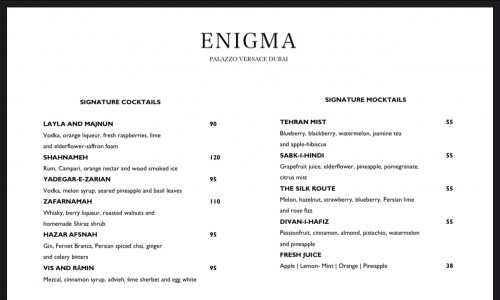 ENIGMA
PALAZZO VERSACE DUBAI
SIGNATURE COCKTAILS
LAYLA AND MAJNUN 90
Vodka, orange liqueur, fresh raspberries, lime
and elderflower-saffron foam
SHAHNAMEH 120
Rum, Campari, orange nectar and wood smoked ice
YADEGAR-E-ZARIAN 95
Vodka, melon syrup, seared pineapple and basil leaves
ZAFARNAMAH 110
Whisky, berry liqueur, roasted walnuts and
homemade Shiraz shrub
HAZAR AFSNAH 95
Gin, Fernet Branca, Persian spiced chai, ginger
and celery bitters
VIS AND RĀMIN 95
Mezcal, cinnamon syrup, advieh, lime sherbet and egg white
SIGNATURE MOCKTAILS
TEHRAN MIST 55
Blueberry, blackberry, watermelon, jasmine tea
and apple-hibiscus
SABK-I-HINDI 55
Grapefruit juice, elderflower, pineapple, pomegranate,
citrus mist
THE SILK ROUTE 55
Melon, hazelnut, strawberry, blueberry, Persian lime
and rose fizz
DIVAN-I-HAFIZ 55
Passionfruit, cinnamon, almond, pistachio, watermelon
and pineapple
FRESH JUICE
Apple | Lemon- Mint | Orange | Pineapple 38